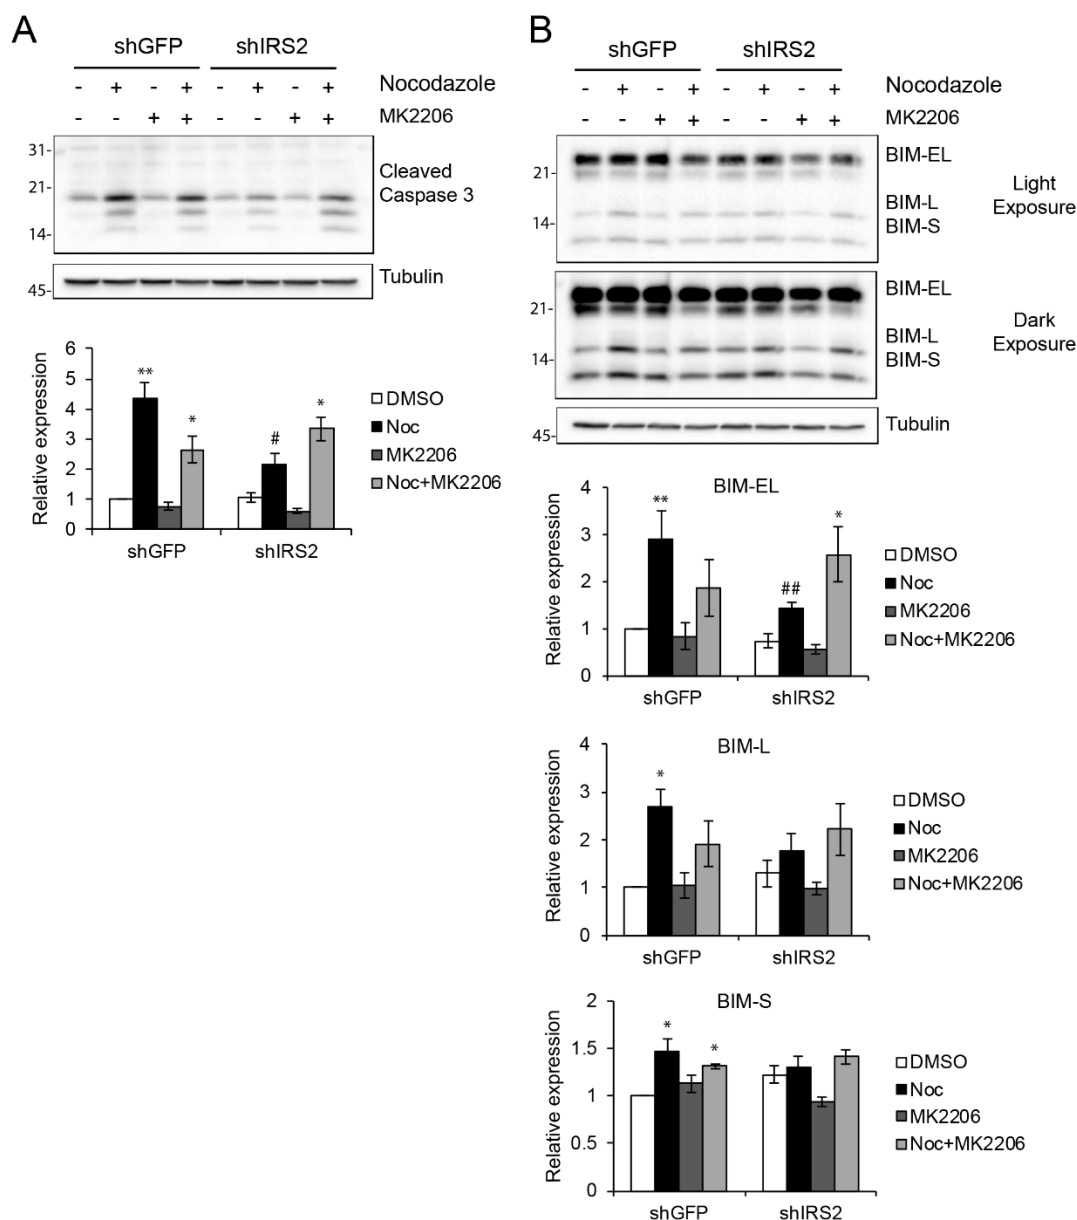 A
shGFP shIRS2
- + - + - + - + Nocodazole
- - + + - - + + MK2206
31-
21-
14-
Cleaved
Caspase 3
45-
Tubulin
Relative expression
6
5
4
3
2
1
0
** * # *
DMSO
Noc
MK2206
Noc+MK2206
shGFP shIRS2
B
shGFP shIRS2
- + - + - + - + Nocodazole
- - + + - - + + MK2206
21-
14-
BIM-EL
BIM-L
BIM-S
Light
Exposure
21-
14-
BIM-EL
BIM-L
BIM-S
Dark
Exposure
45-
Tubulin
BIM-EL
Relative expression
4
3
2
1
0
** ## *
DMSO
Noc
MK2206
Noc+MK2206
shGFP shIRS2
BIM-L
Relative expression
4
3
2
1
0
*
DMSO
Noc
MK2206
Noc+MK2206
shGFP shIRS2
BIM-S
Relative expression
2
1.5
1
0.5
0
* *
DMSO
Noc
MK2206
Noc+MK2206
shGFP shIRS2